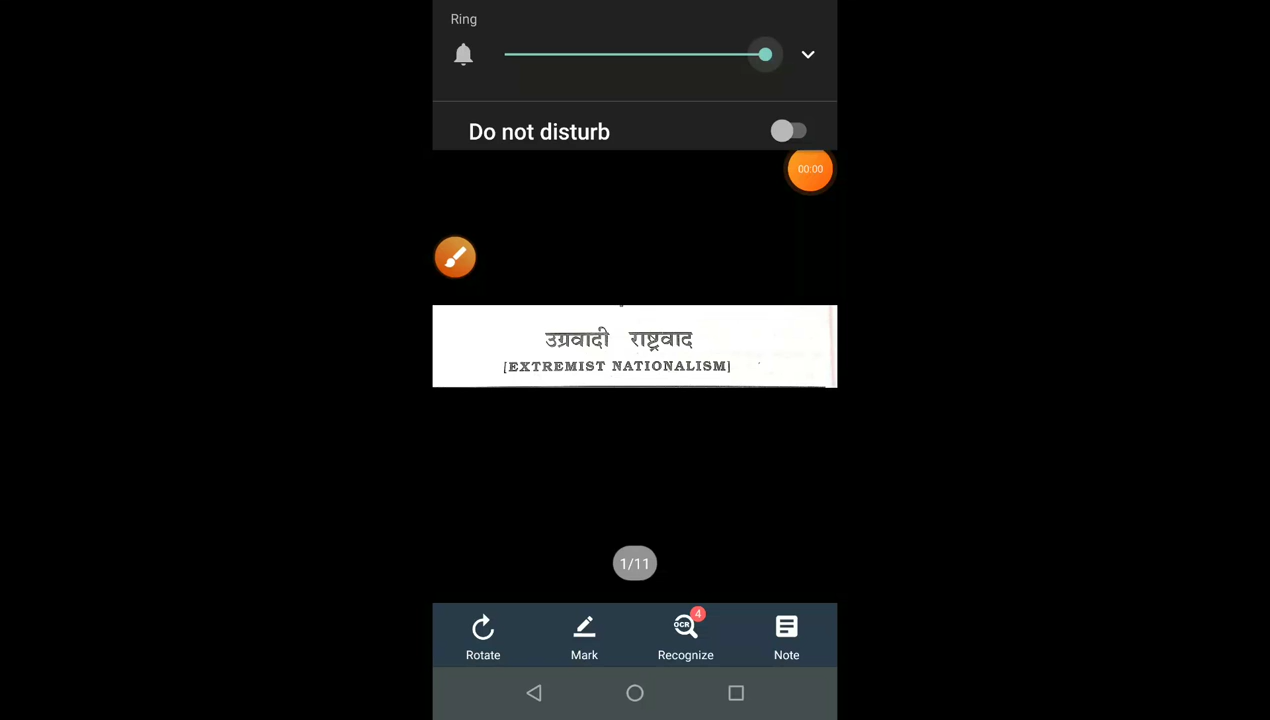 Ring
Do not disturb
00:00
उग्रवादी राष्ट्रवाद
[EXTREMIST NATIONALISM]
1/11
4
OCR
Rotate
Mark
Recognize
Note